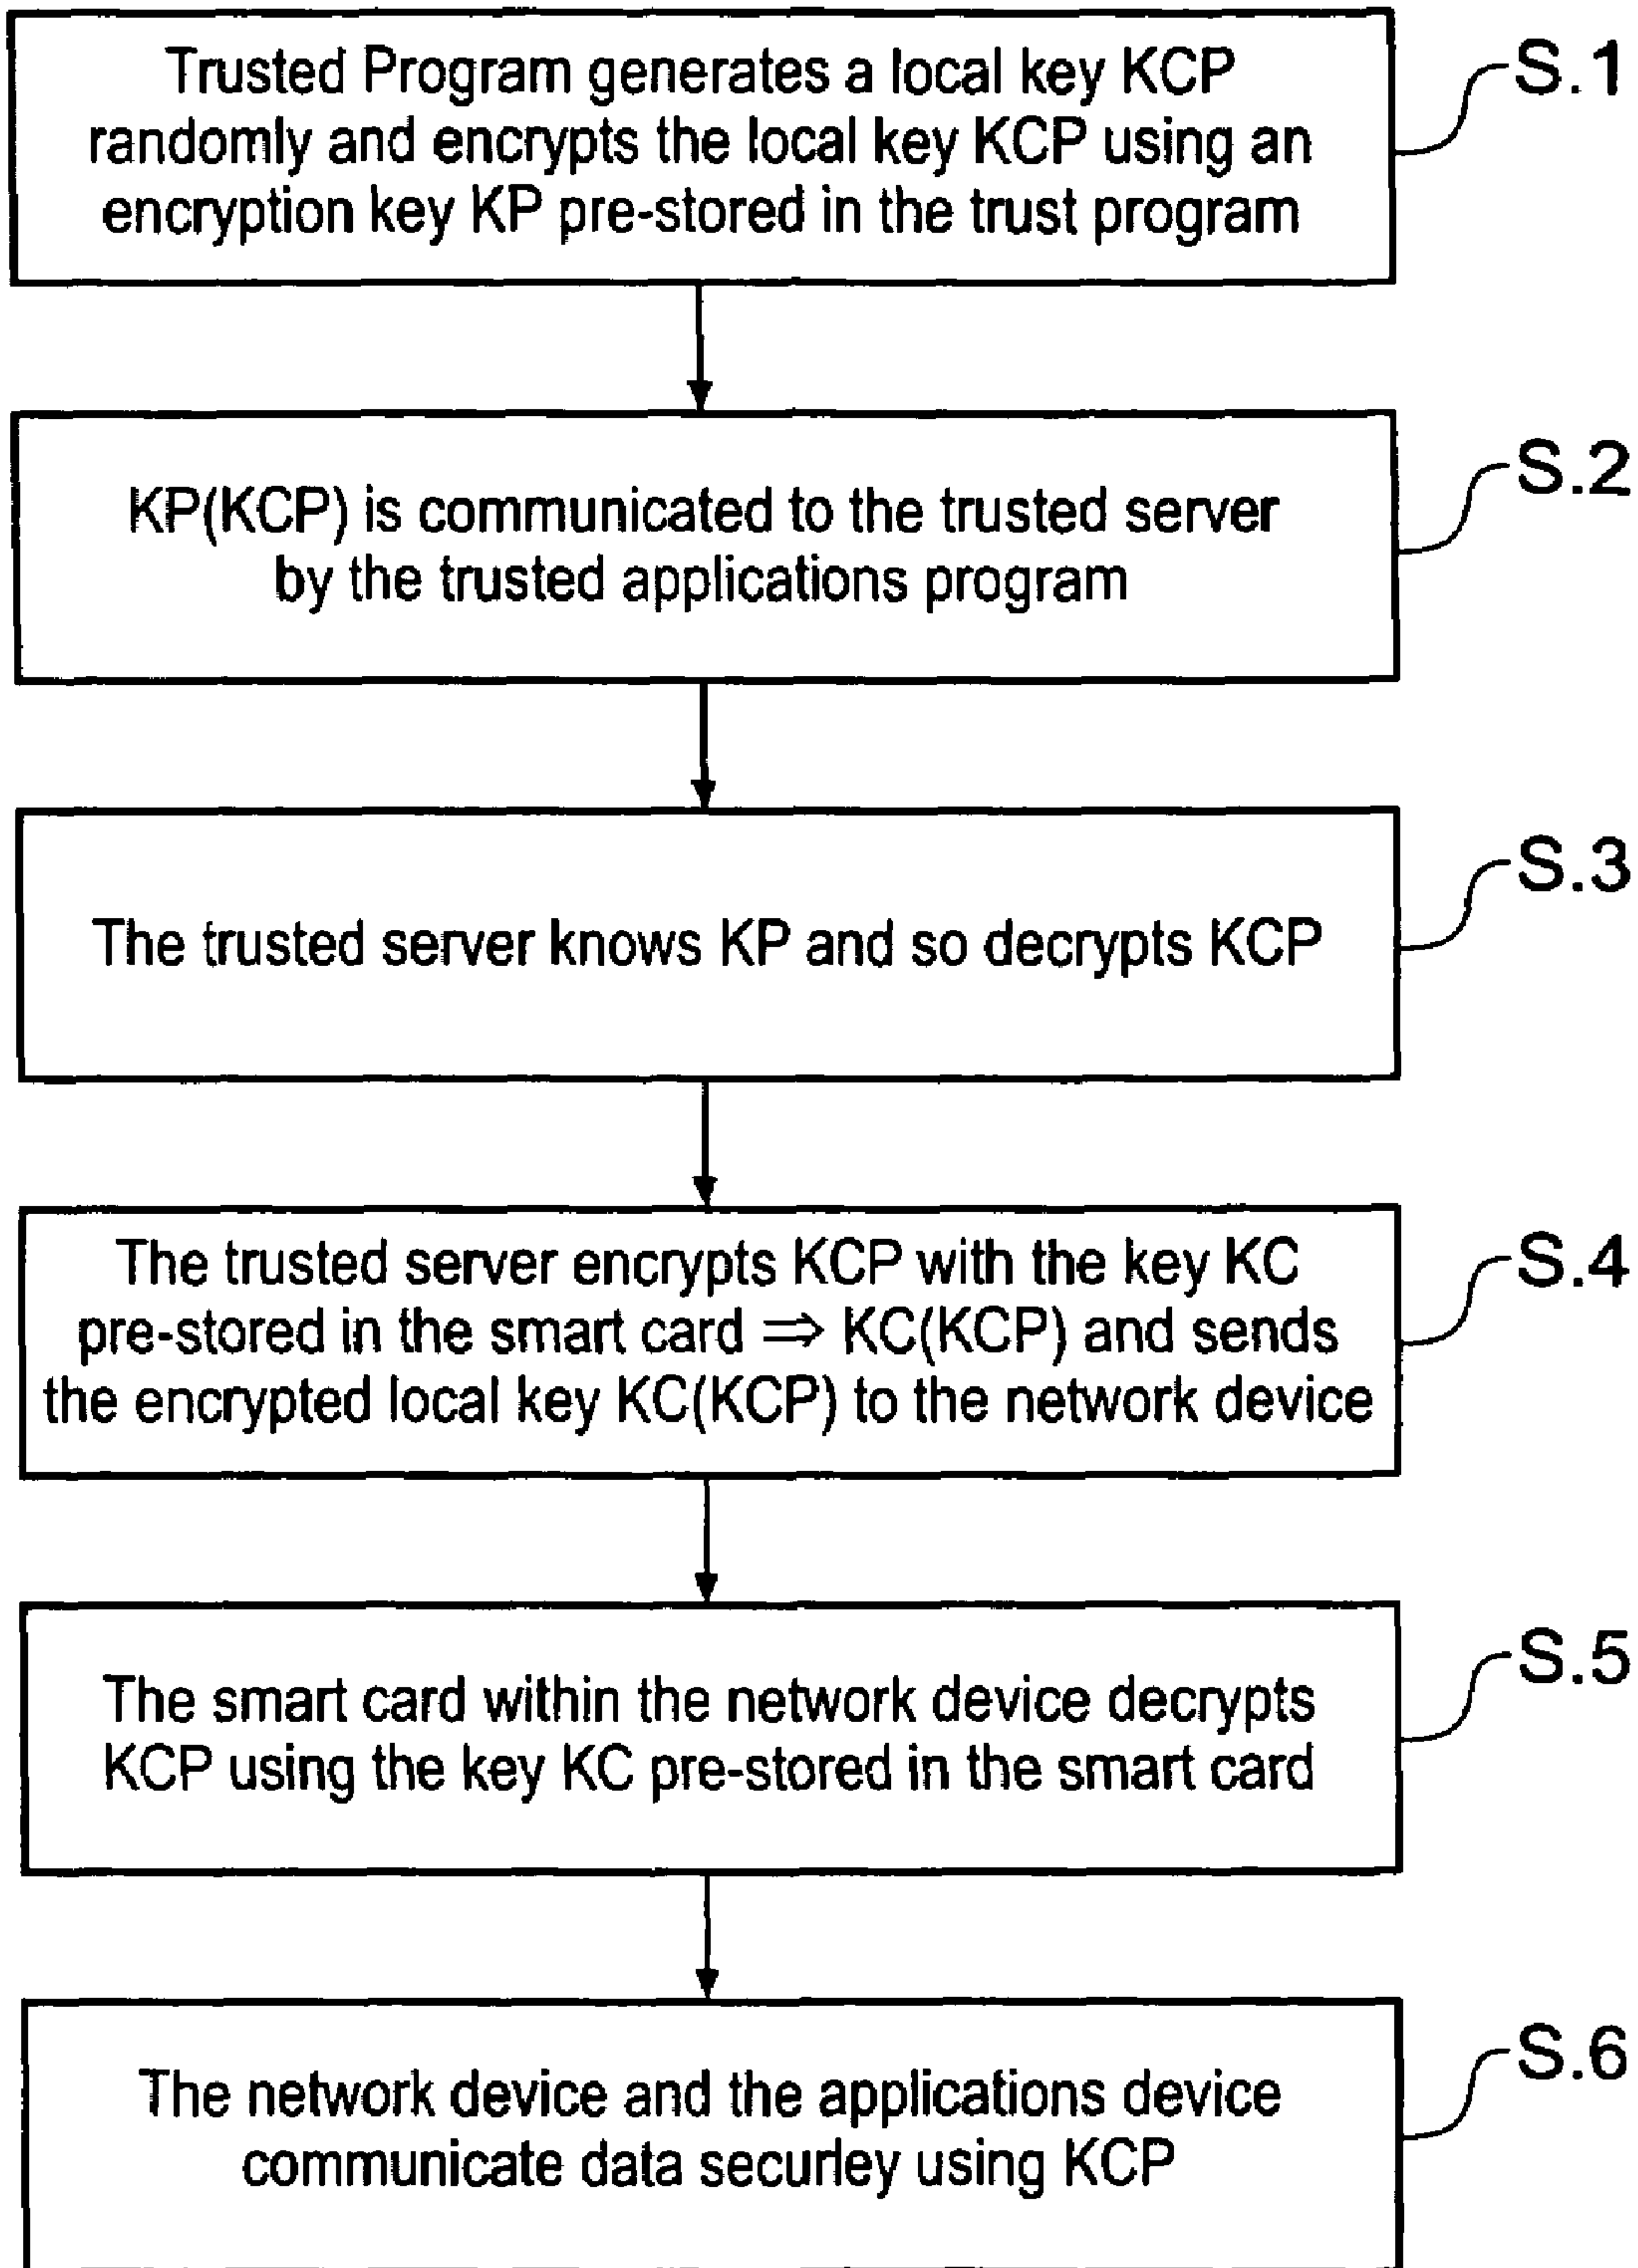 Trusted Program generates a local key KCP
randomly and encrypts the local key KCP using an
encryption key KP pre-stored in the trust program
S.1
KP(KCP) is communicated to the trusted server
by the trusted applications program
S.2
The trusted server knows KP and so decrypts KCP
S.3
The trusted server encrypts KCP with the key KC
pre-stored in the smart card ⇒ KC(KCP) and sends
the encrypted local key KC(KCP) to the network device
S.4
The smart card within the network device decrypts
KCP using the key KC pre-stored in the smart card
S.5
The network device and the applications device
communicate data securley using KCP
S.6